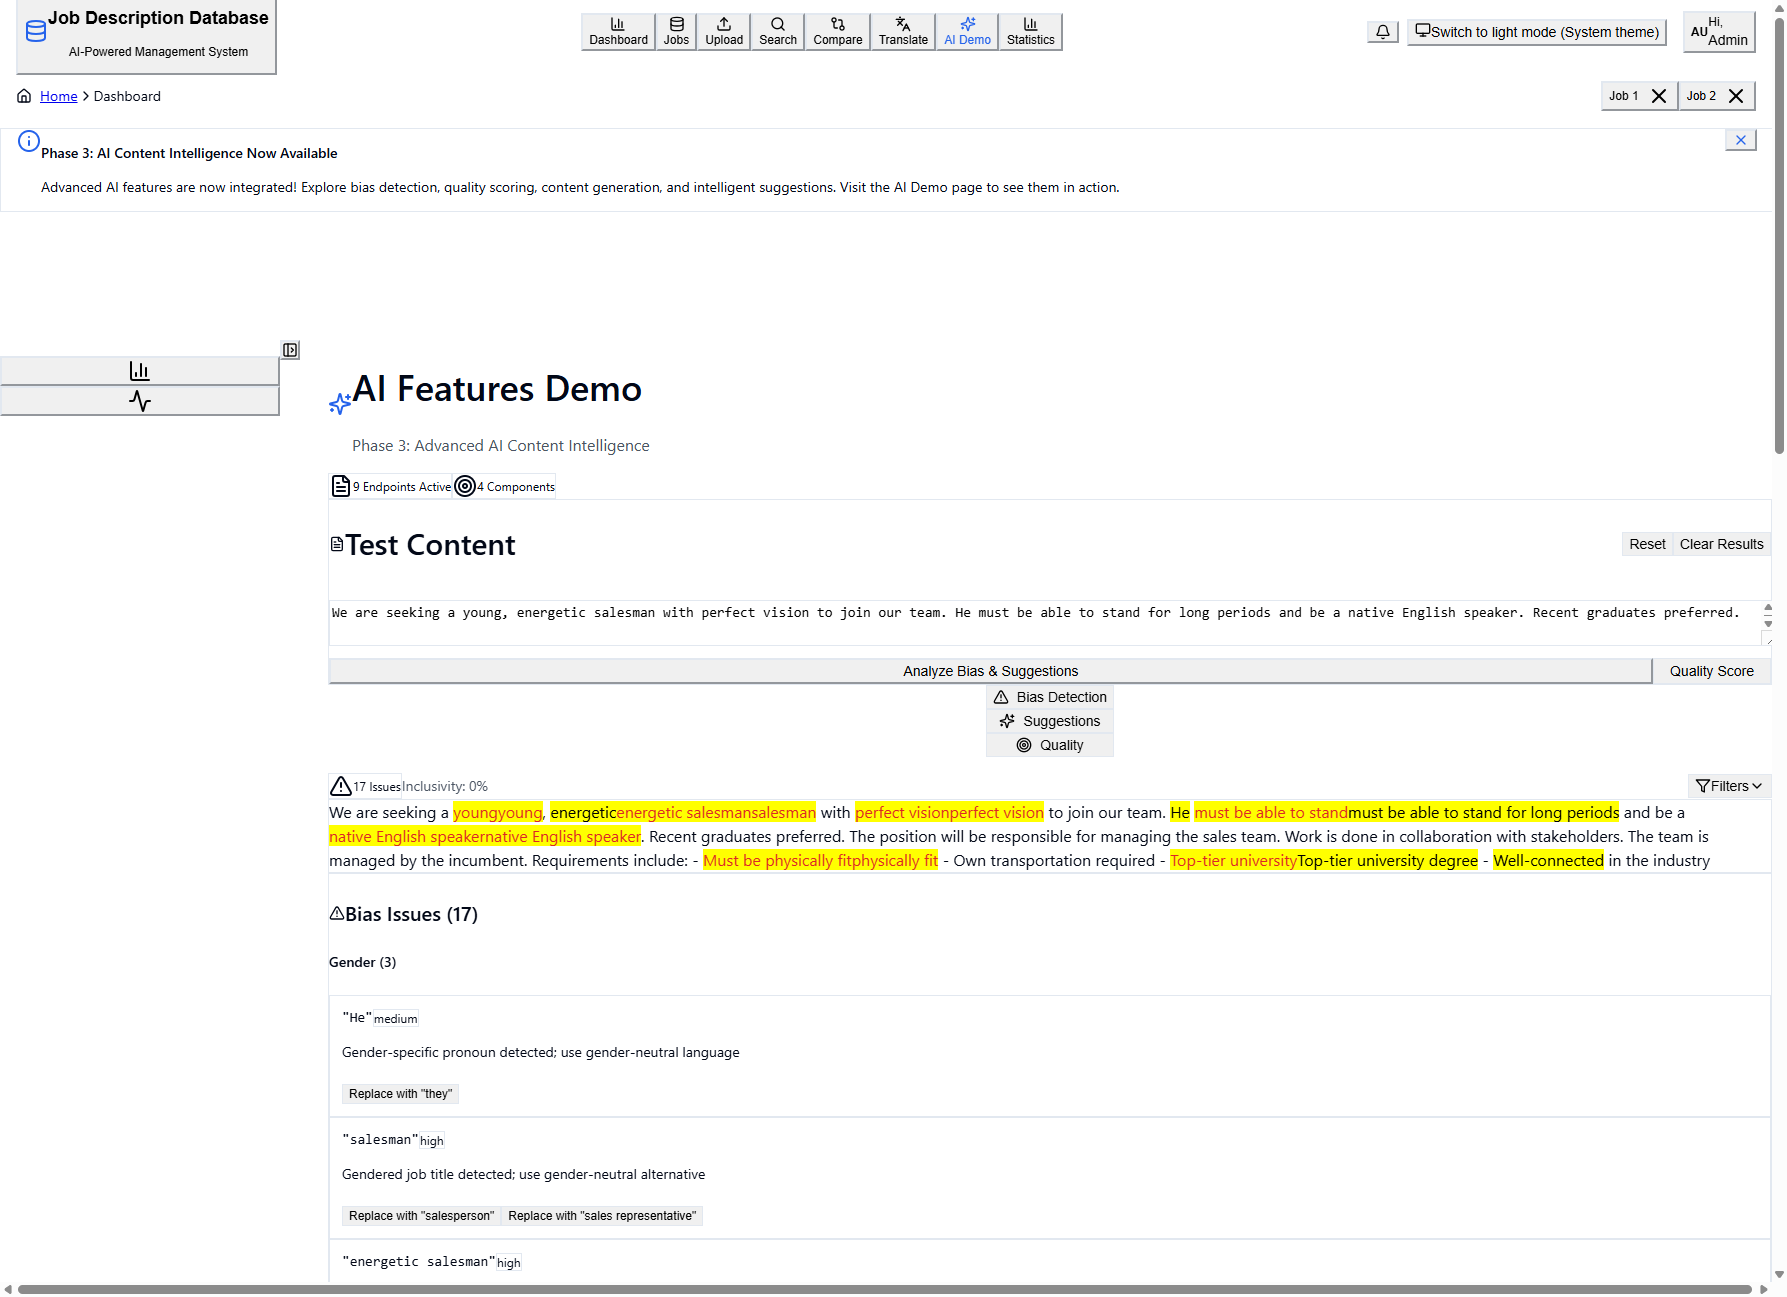 Job Description Database
AI-Powered Management System
Dashboard
Jobs
Upload
Search
Compare
Translate
AI Demo
Statistics
Switch to light mode (System theme)
AU
Hi,
Admin
Home
Dashboard
Job 1
Job 2
Phase 3: AI Content Intelligence Now Available
Advanced AI features are now integrated! Explore bias detection, quality scoring, content generation, and intelligent suggestions. Visit the AI Demo page to see them in action.
AI Features Demo
Phase 3: Advanced AI Content Intelligence
9 Endpoints Active
4 Components
Test Content
Reset
Clear Results
We are seeking a young, energetic salesman with perfect vision to join our team. He must be able to stand for long periods and be a native English speaker. Recent graduates preferred.
Analyze Bias & Suggestions
Quality Score
Bias Detection
Suggestions
Quality
17 Issues
Inclusivity: 0%
Filters
We are seeking a youngyoung, energeticenergetic salesmansalesman with perfect visionperfect vision to join our team. He must be able to standmust be able to stand for long periods and be a
native English speakernative English speaker. Recent graduates preferred. The position will be responsible for managing the sales team. Work is done in collaboration with stakeholders. The team is
managed by the incumbent. Requirements include: - Must be physically fitphysically fit - Own transportation required - Top-tier universityTop-tier university degree - Well-connected in the industry
Bias Issues (17)
Gender (3)
"He" medium
Gender-specific pronoun detected; use gender-neutral language
Replace with "they"
"salesman" high
Gendered job title detected; use gender-neutral alternative
Replace with "salesperson"
Replace with "sales representative"
"energetic salesman" high